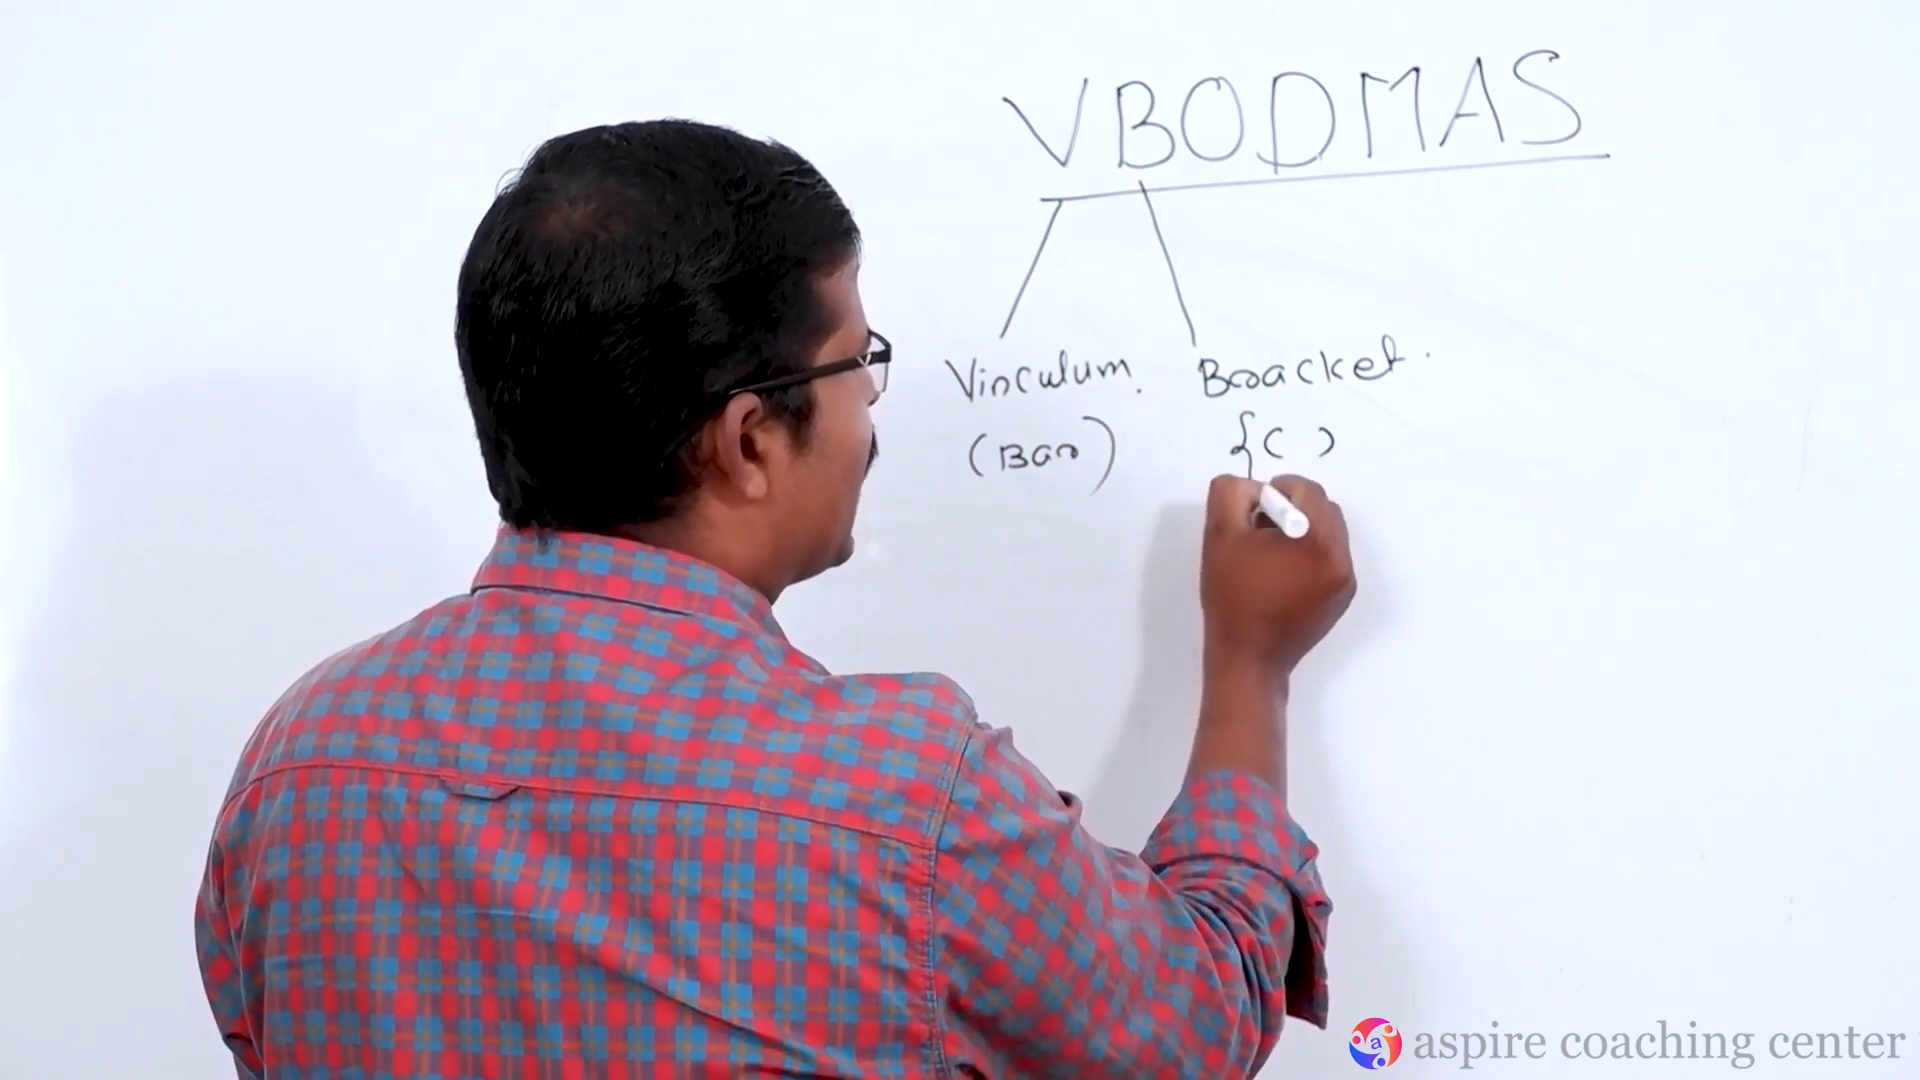 VBODMAS
Vinculum. Bracket.
(Bar) {( )
a aspire coaching center